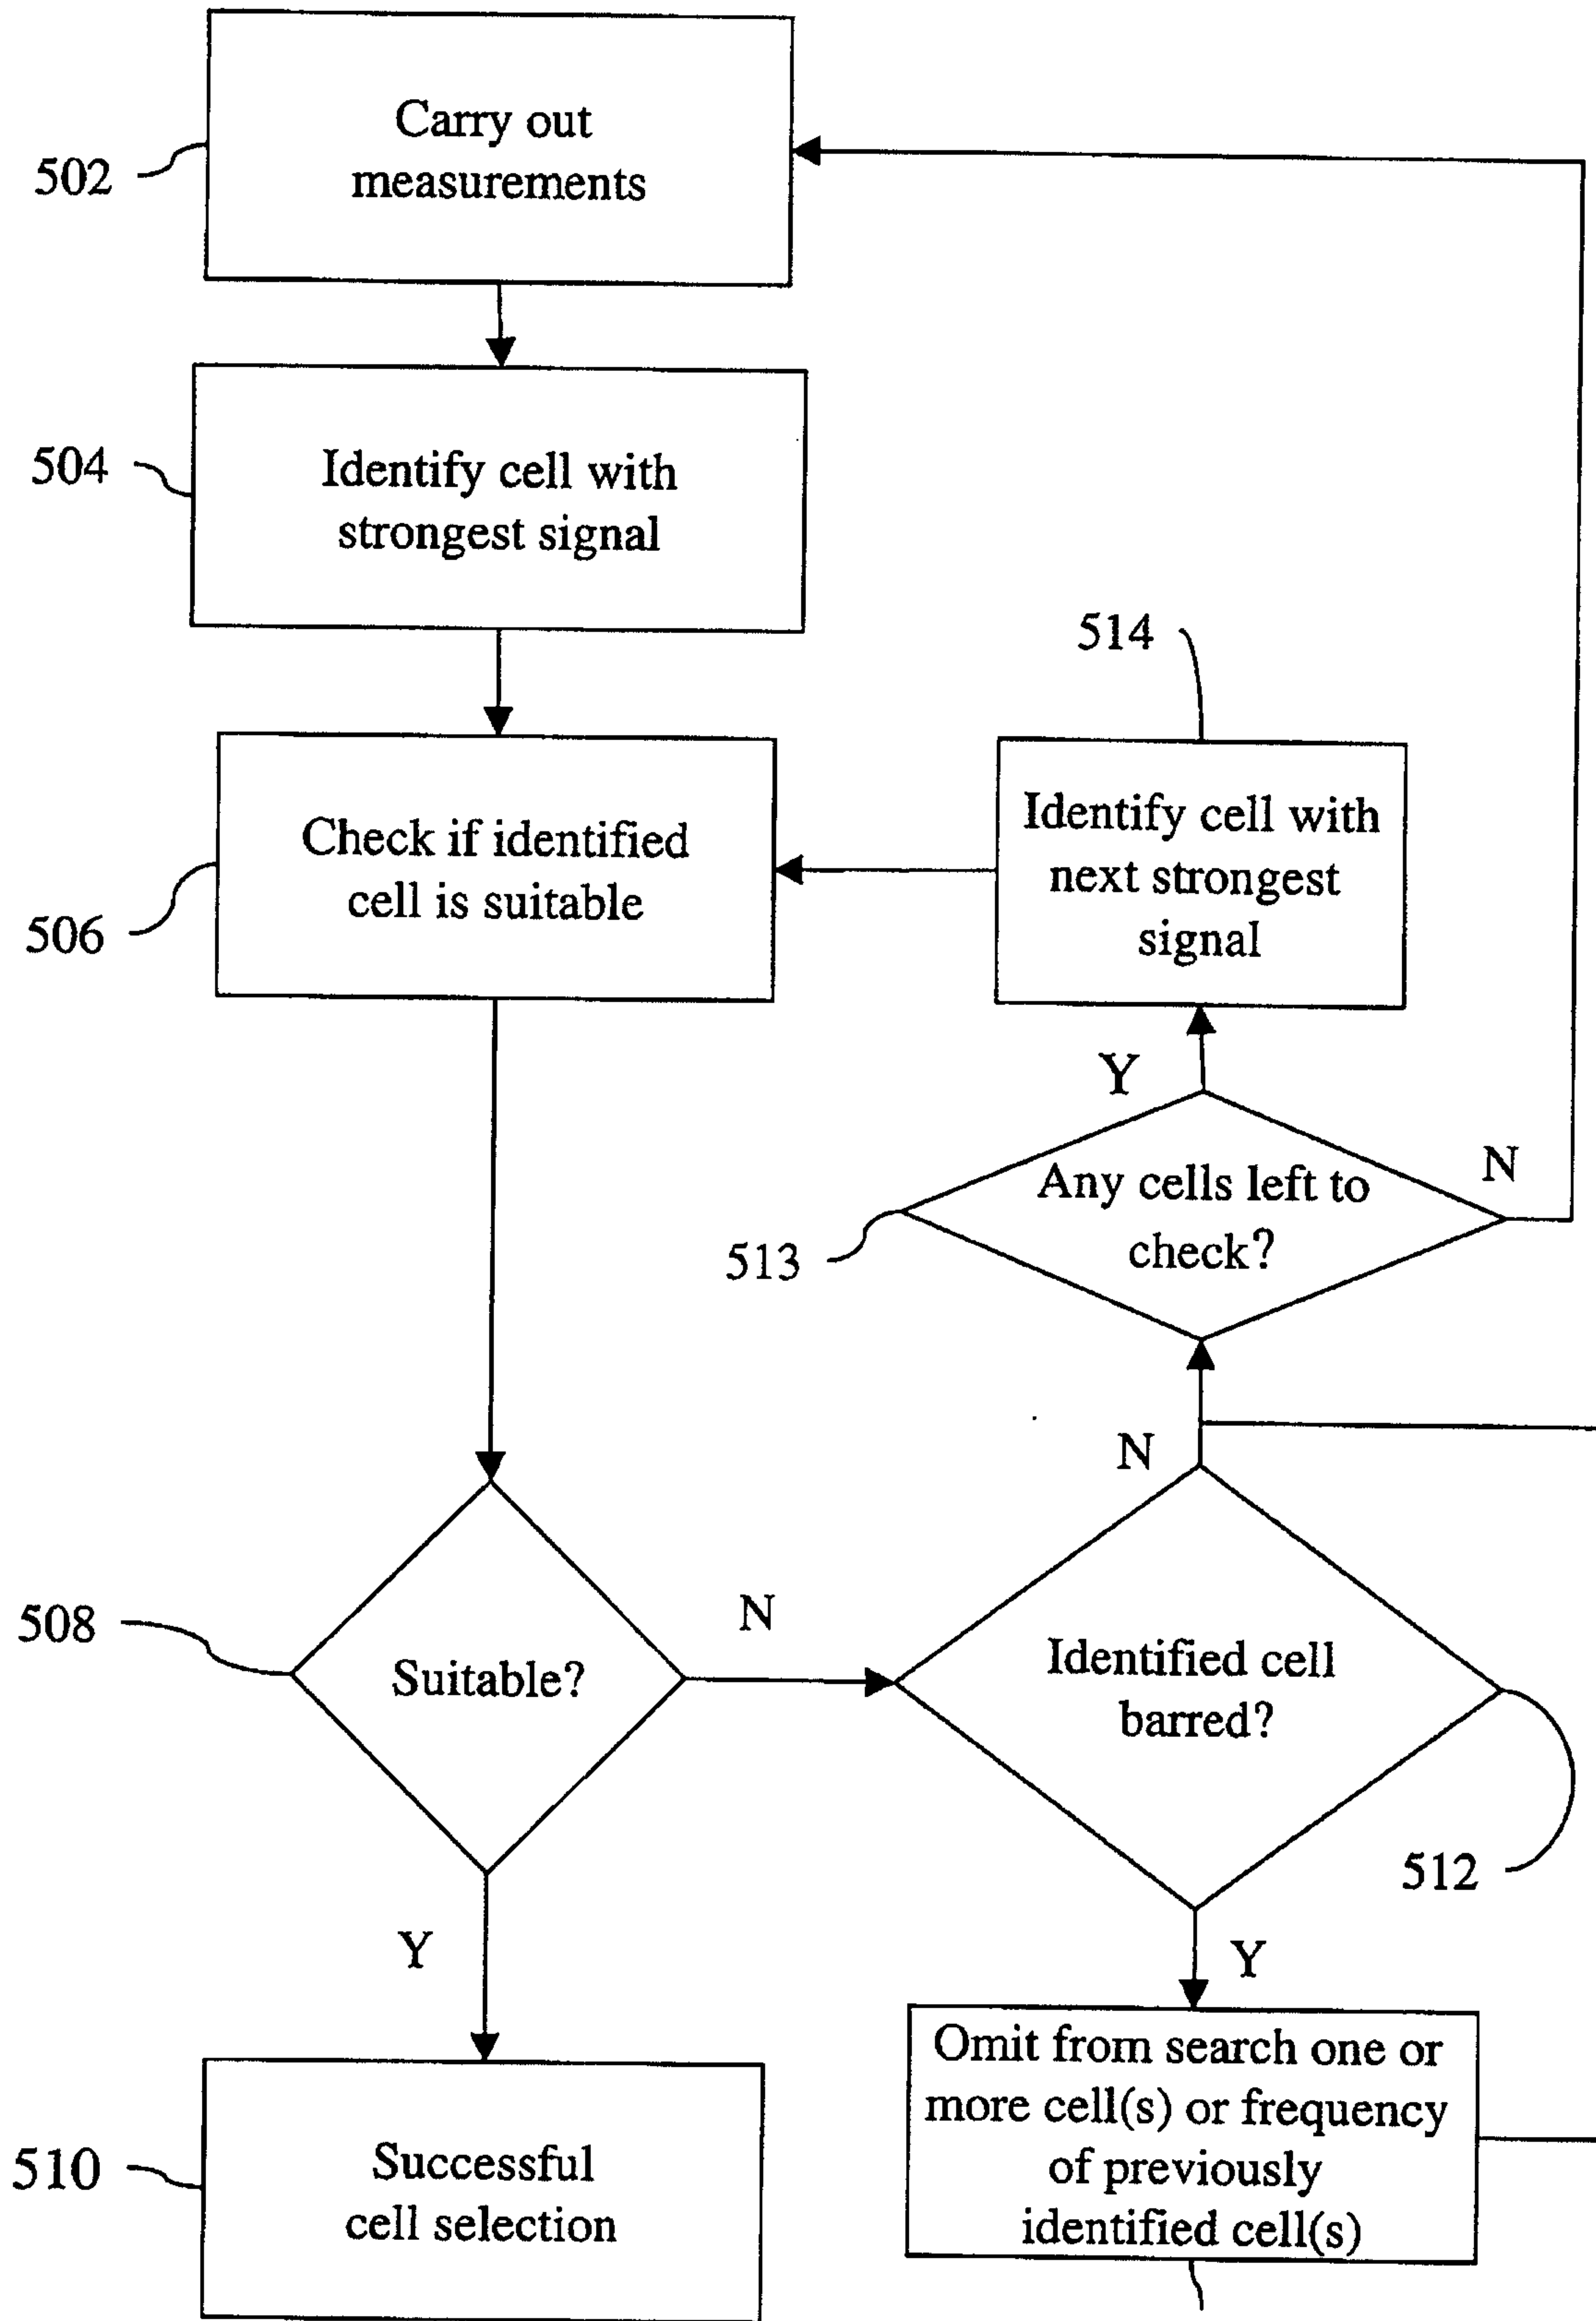 Carry out
measurements
502
Identify cell with
strongest signal
504
514
Check if identified
cell is suitable
506
Identify cell with
next strongest
signal
Y
N
Any cells left to
check?
513
N
508
Suitable?
N
Identified cell
barred?
512
Y
Y
Omit from search one or
more cell(s) or frequency
of previously
identified cell(s)
510
Successful
cell selection